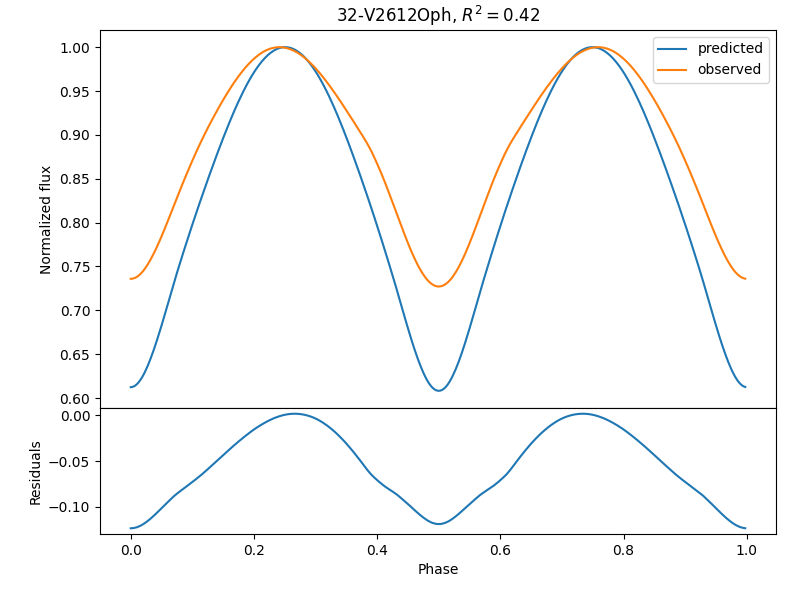 32-V2612Oph, $R^2 = 0.42$
predicted
observed
Normalized flux
1.00
0.95
0.90
0.85
0.80
0.75
0.70
0.65
0.60
Residuals
0.00
−0.05
−0.10
0.0 0.2 0.4 0.6 0.8 1.0
Phase